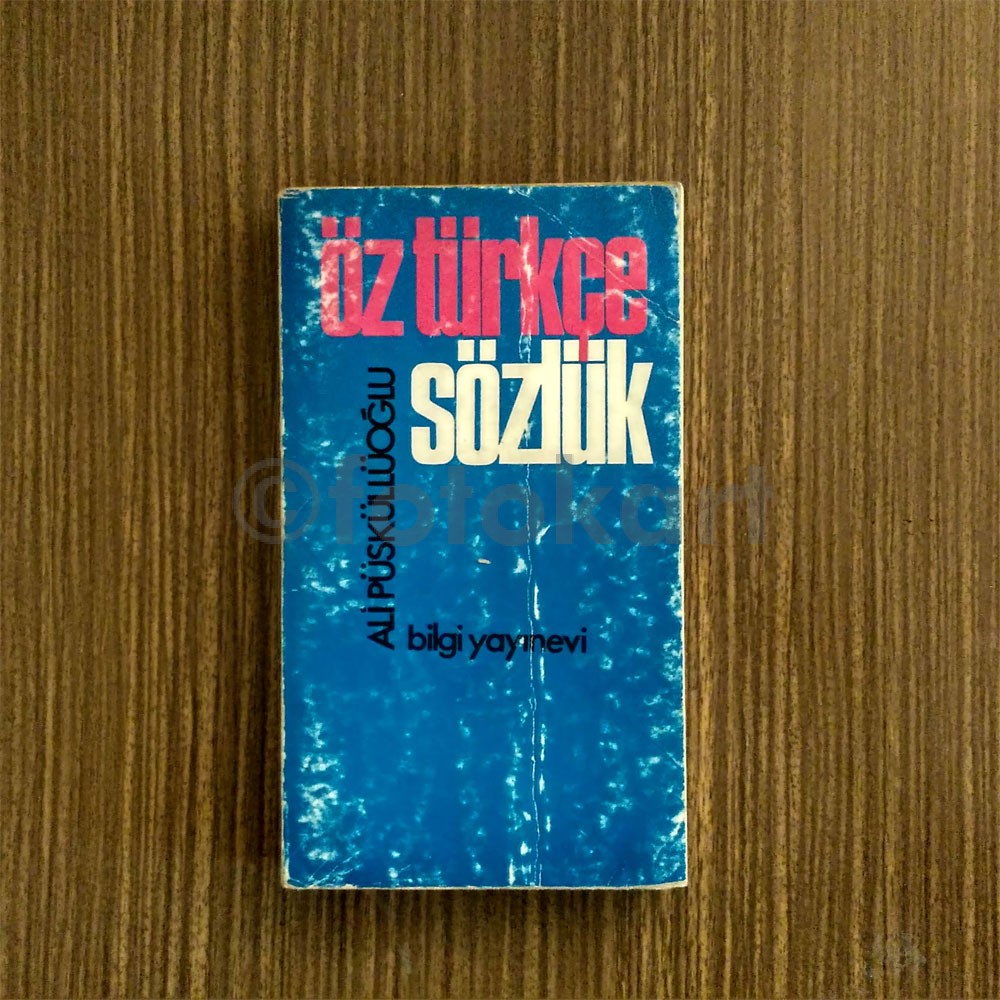 öz türkçe
sözlük
ALİ PÜSKÜLLÜOĞLU
©fotokart
bilgi yayınevi